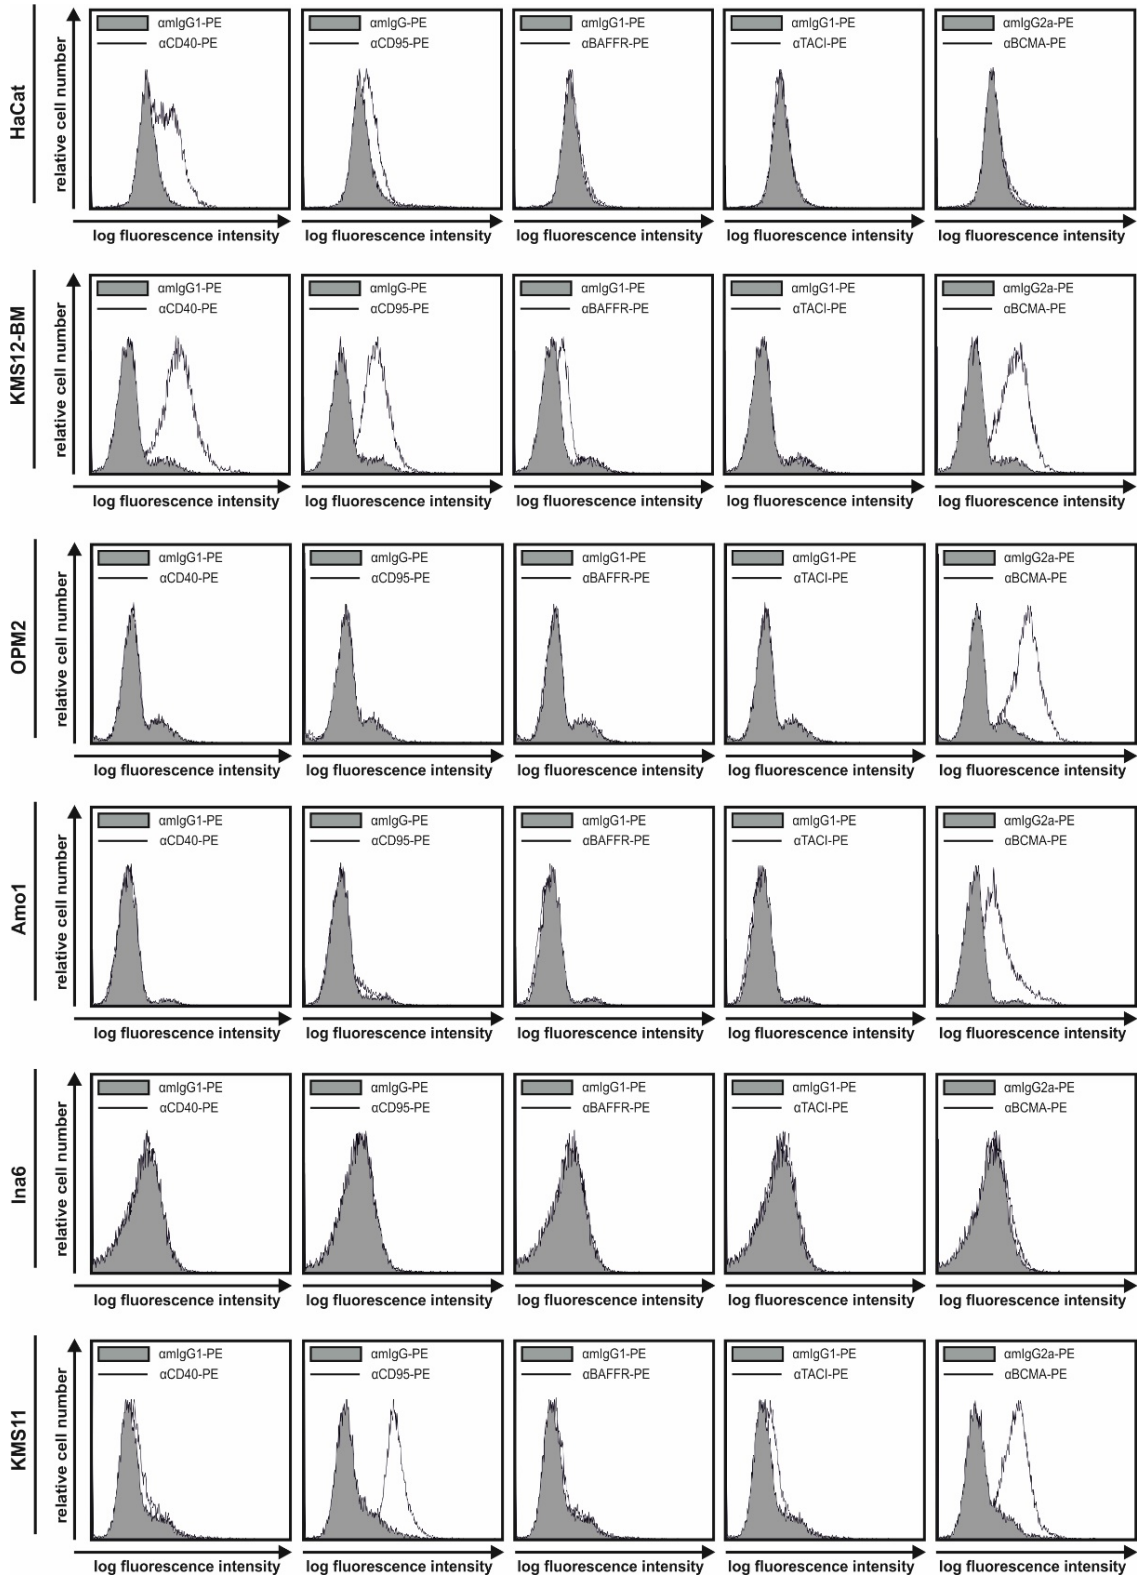 HaCat
relative cell number
αmIgG1-PE
αCD40-PE
log fluorescence intensity
αmIgG-PE
αCD95-PE
log fluorescence intensity
αmIgG1-PE
αBAFFR-PE
log fluorescence intensity
αmIgG1-PE
αTACI-PE
log fluorescence intensity
αmIgG2a-PE
αBCMA-PE
log fluorescence intensity
KMS12-BM
relative cell number
αmIgG1-PE
αCD40-PE
log fluorescence intensity
αmIgG-PE
αCD95-PE
log fluorescence intensity
αmIgG1-PE
αBAFFR-PE
log fluorescence intensity
αmIgG1-PE
αTACI-PE
log fluorescence intensity
αmIgG2a-PE
αBCMA-PE
log fluorescence intensity
OPM2
relative cell number
αmIgG1-PE
αCD40-PE
log fluorescence intensity
αmIgG-PE
αCD95-PE
log fluorescence intensity
αmIgG1-PE
αBAFFR-PE
log fluorescence intensity
αmIgG1-PE
αTACI-PE
log fluorescence intensity
αmIgG2a-PE
αBCMA-PE
log fluorescence intensity
Amo1
relative cell number
αmIgG1-PE
αCD40-PE
log fluorescence intensity
αmIgG-PE
αCD95-PE
log fluorescence intensity
αmIgG1-PE
αBAFFR-PE
log fluorescence intensity
αmIgG1-PE
αTACI-PE
log fluorescence intensity
αmIgG2a-PE
αBCMA-PE
log fluorescence intensity
Ina6
relative cell number
αmIgG1-PE
αCD40-PE
log fluorescence intensity
αmIgG-PE
αCD95-PE
log fluorescence intensity
αmIgG1-PE
αBAFFR-PE
log fluorescence intensity
αmIgG1-PE
αTACI-PE
log fluorescence intensity
αmIgG2a-PE
αBCMA-PE
log fluorescence intensity
KMS11
relative cell number
αmIgG1-PE
αCD40-PE
log fluorescence intensity
αmIgG-PE
αCD95-PE
log fluorescence intensity
αmIgG1-PE
αBAFFR-PE
log fluorescence intensity
αmIgG1-PE
αTACI-PE
log fluorescence intensity
αmIgG2a-PE
αBCMA-PE
log fluorescence intensity